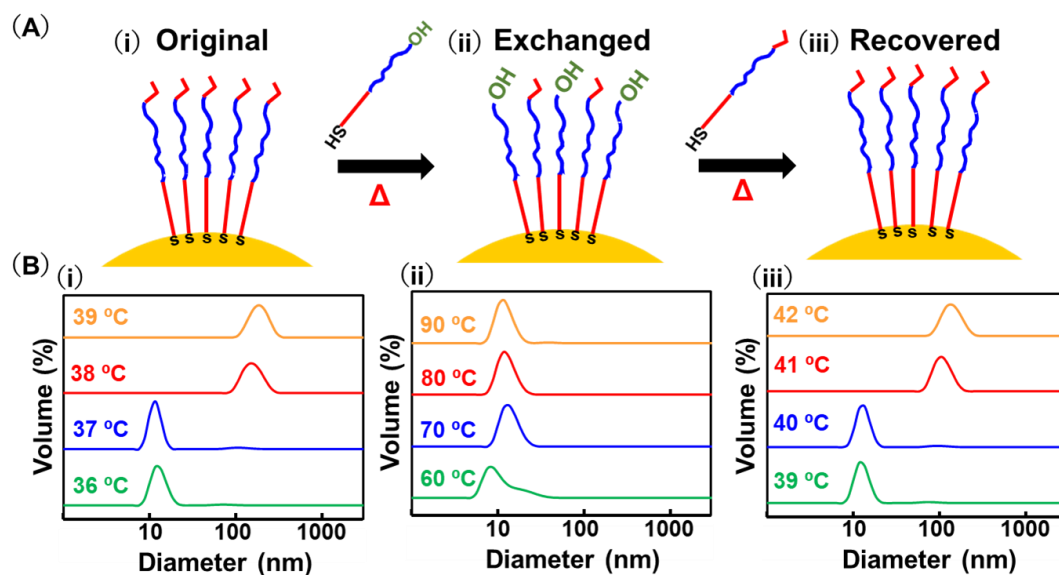 (A)
(i) Original
(ii) Exchanged
(iii) Recovered
OH
HS
Δ
OH
OH
OH
HS
Δ
S S S S S
S S S S S
S S S S S
(B)
(i)
39 °C
38 °C
37 °C
36 °C
Volume (%)
10 100 1000
Diameter (nm)
(ii)
90 °C
80 °C
70 °C
60 °C
Volume (%)
10 100 1000
Diameter (nm)
(iii)
42 °C
41 °C
40 °C
39 °C
Volume (%)
10 100 1000
Diameter (nm)